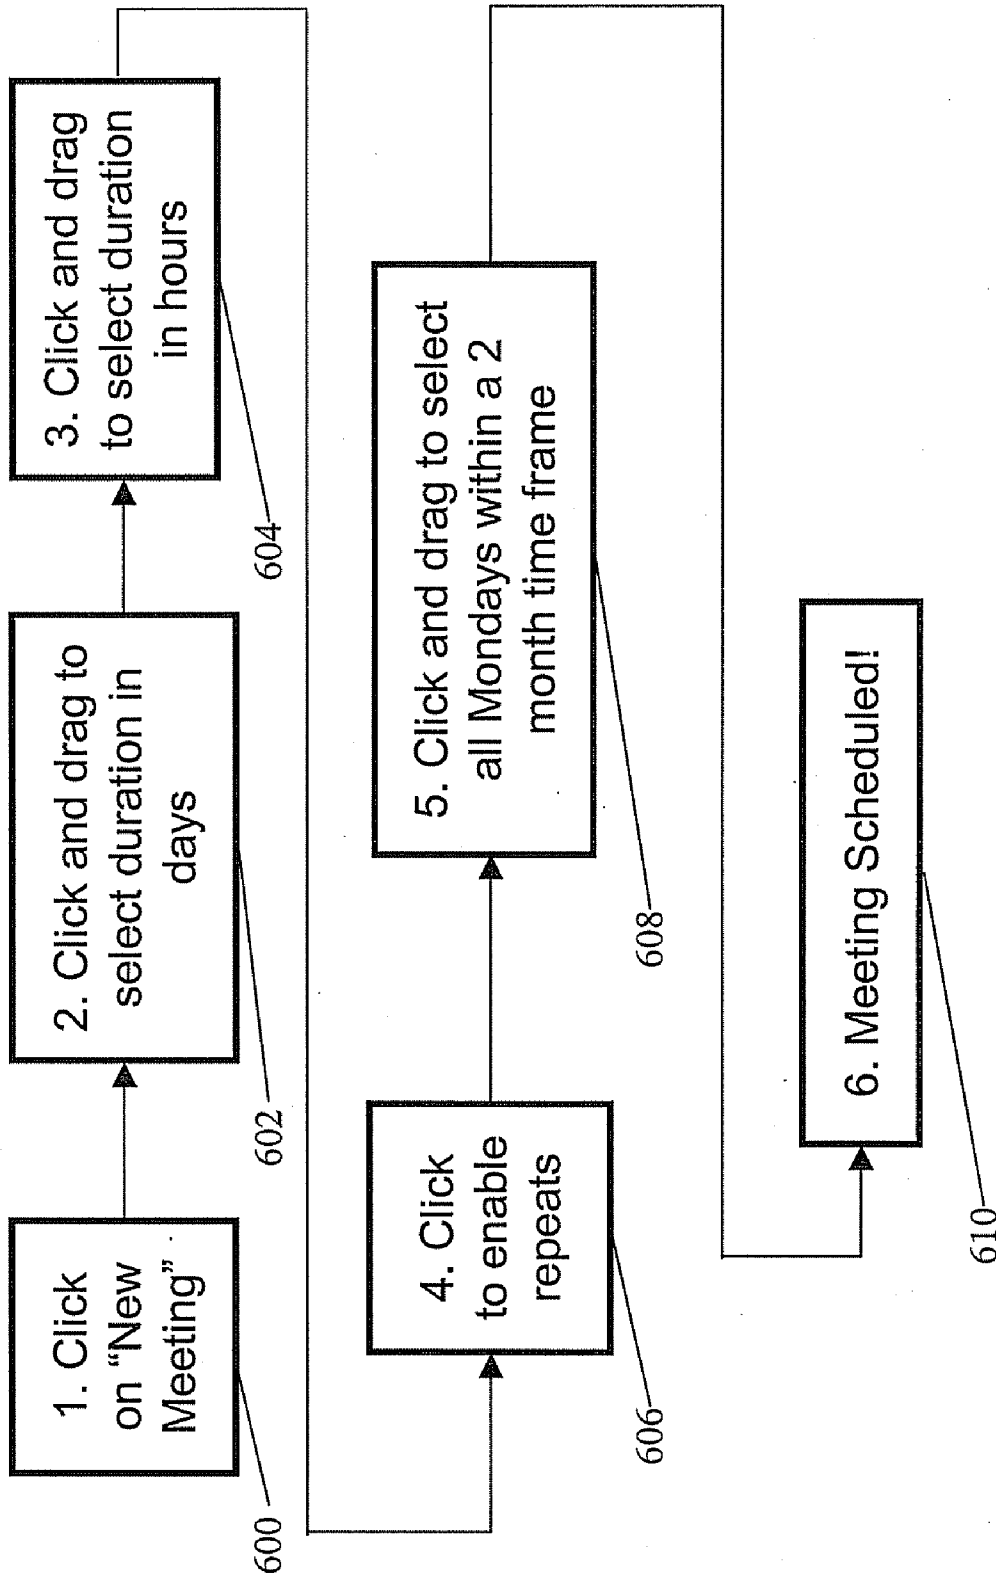 1. Click
on “New
Meeting”
600
2. Click and drag to
select duration in
days
602
3. Click and drag
to select duration
in hours
604
4. Click
to enable
repeats
606
5. Click and drag to select
all Mondays within a 2
month time frame
608
6. Meeting Scheduled!
610